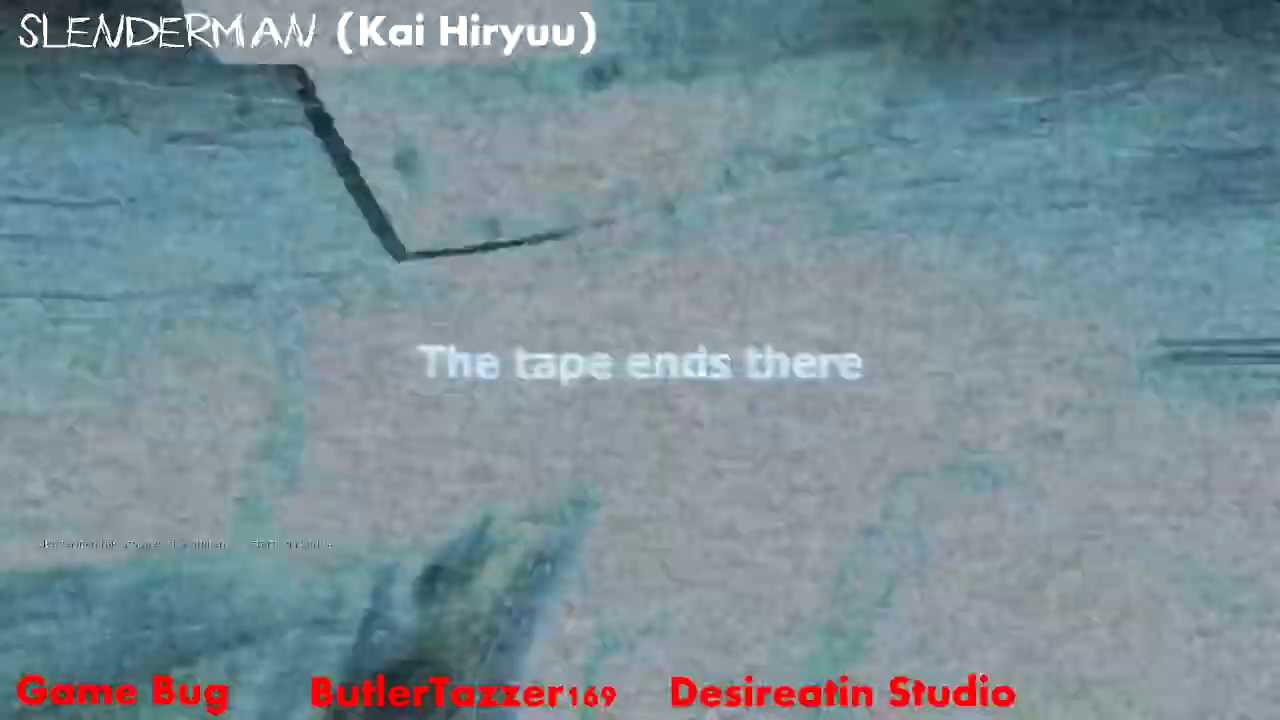 SLENDERMAN (Kai Hiryuu)
The tape ends there
Game Bug ButlerTazzer169 Desireatin Studio